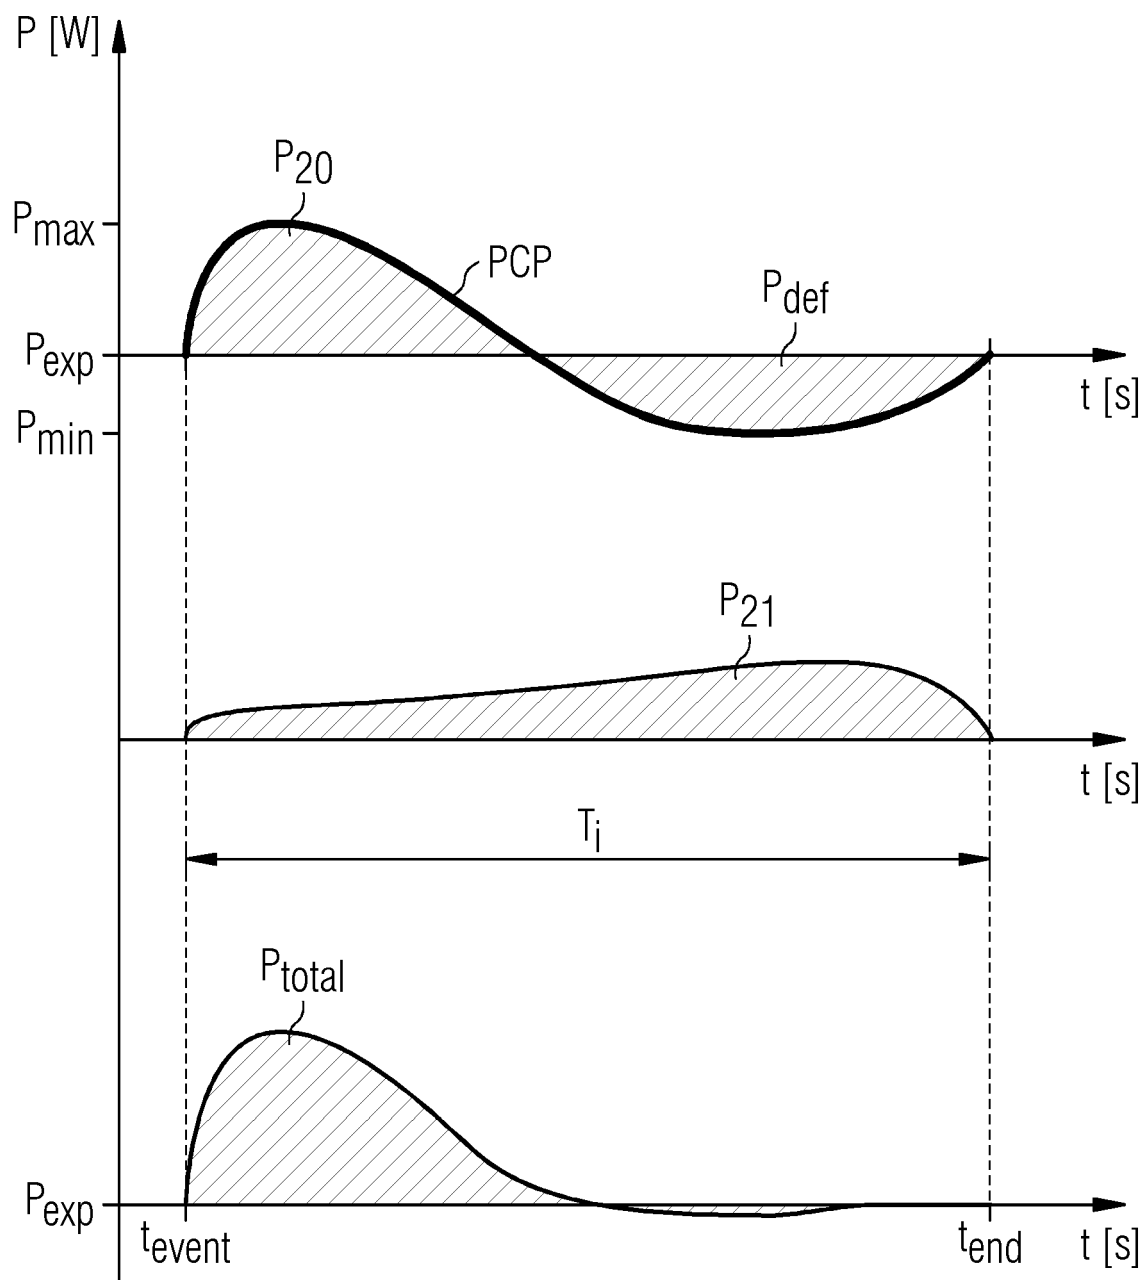 P [W]
P20
Pmax
PCP
Pdef
Pexp
t [s]
Pmin
P21
t [s]
Ti
Ptotal
Pexp
tevent
tend
t [s]